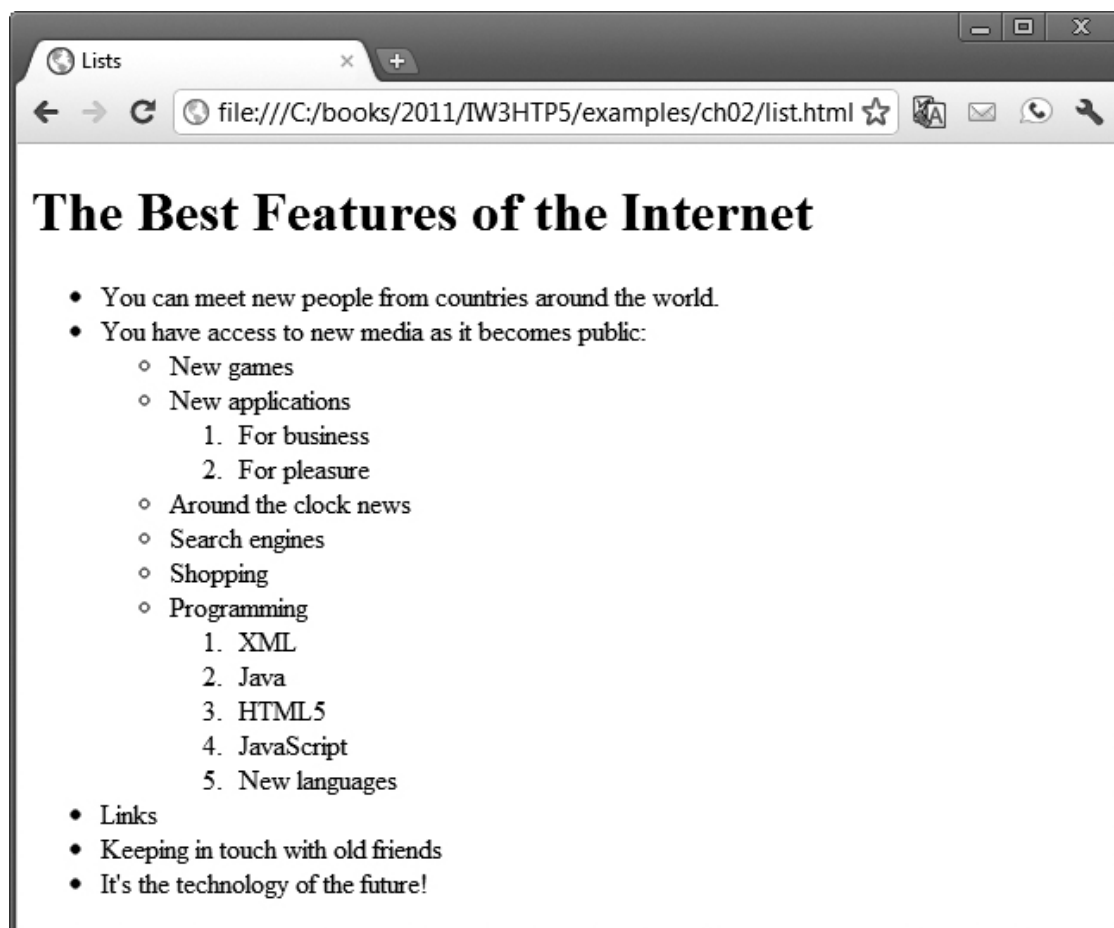 Lists
file:///C:/books/2011/IW3HTP5/examples/ch02/list.html
The Best Features of the Internet
• You can meet new people from countries around the world.
• You have access to new media as it becomes public:
◦ New games
◦ New applications
1. For business
2. For pleasure
◦ Around the clock news
◦ Search engines
◦ Shopping
◦ Programming
1. XML
2. Java
3. HTML5
4. JavaScript
5. New languages
• Links
• Keeping in touch with old friends
• It's the technology of the future!